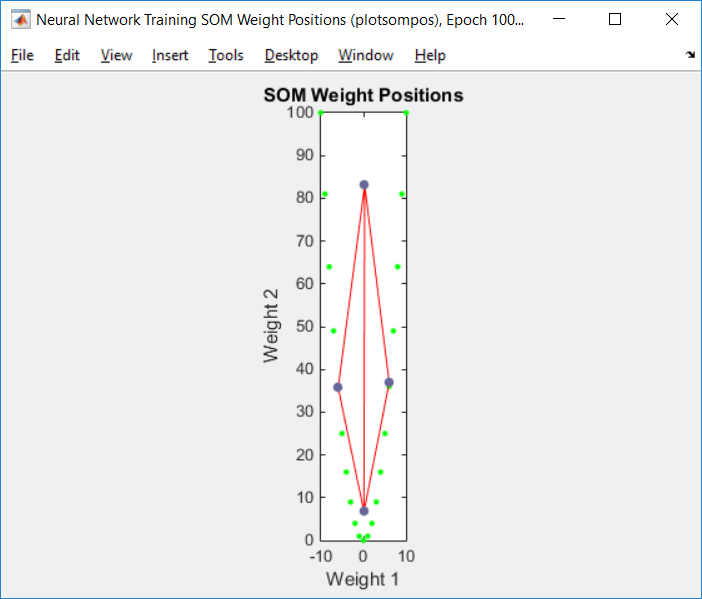 Neural Network Training SOM Weight Positions (plotsompos), Epoch 100...
File Edit View Insert Tools Desktop Window Help
SOM Weight Positions
100
90
80
70
60
50
40
30
20
10
0
Weight 2
-10 0 10
Weight 1